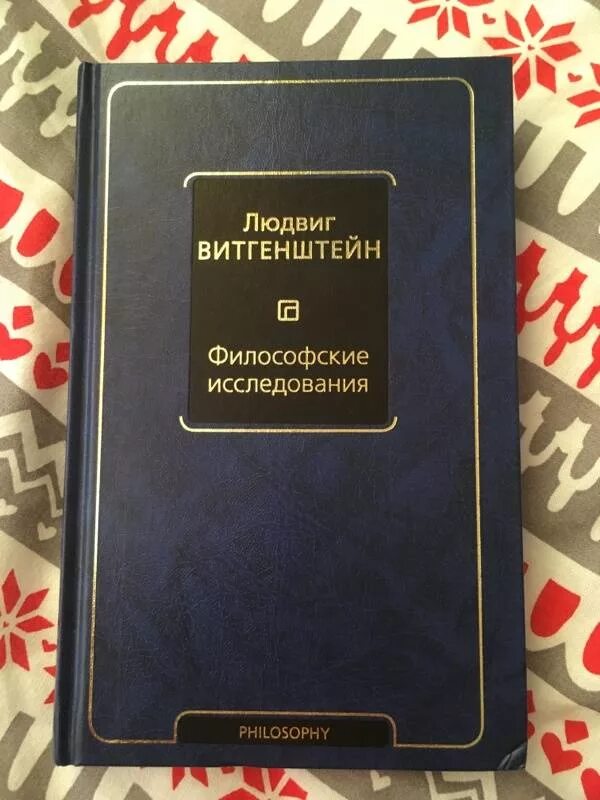 Людвиг
ВИТГЕНШТЕЙН
Философские
исследования
PHILOSOPHY